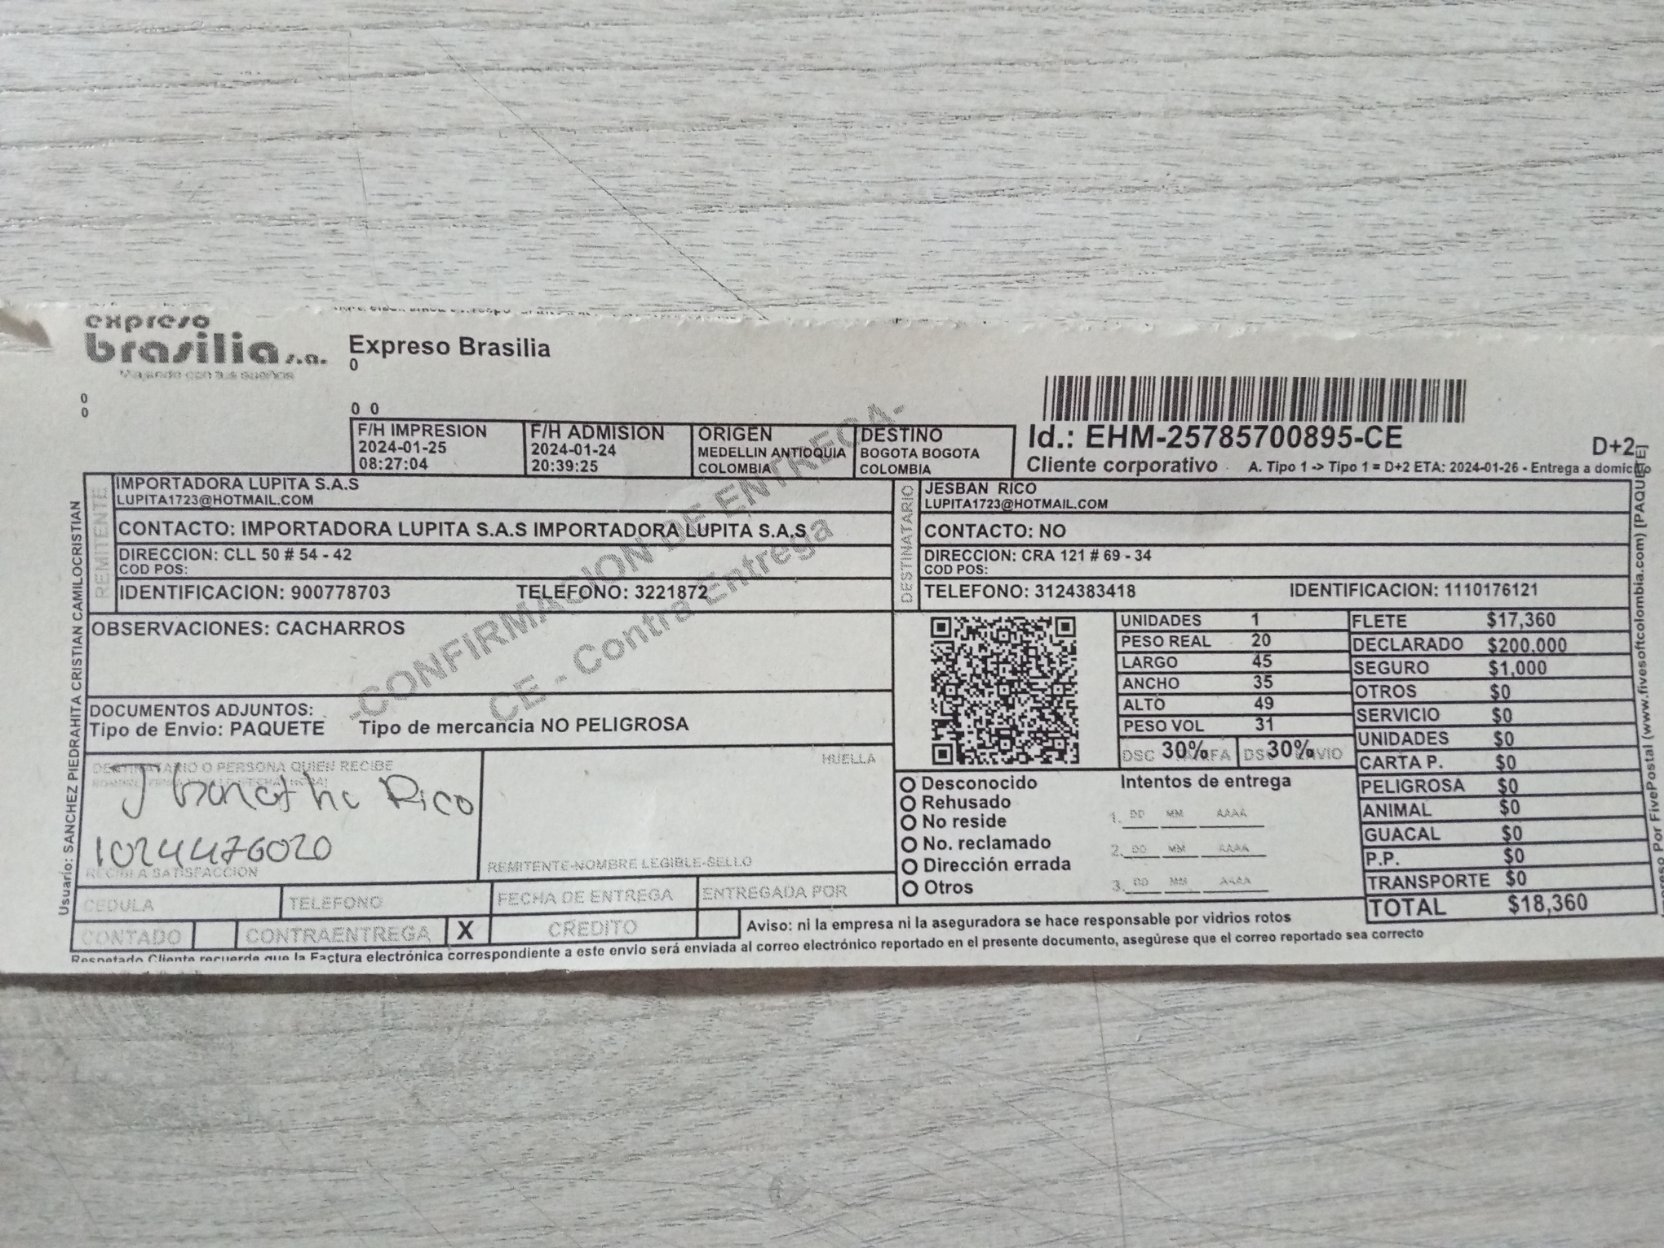 expreso
brasilia s.a.
Viajando con tus sueños
Expreso Brasilia
0
0
0
0 0
F/H IMPRESION
2024-01-25
08:27:04
F/H ADMISION
2024-01-24
20:39:25
ORIGEN
MEDELLIN ANTIOQUIA
COLOMBIA
DESTINO
BOGOTA BOGOTA
COLOMBIA
Id.: EHM-25785700895-CE
D+2
Cliente corporativo
A. Tipo 1 -> Tipo 1 = D+2 ETA: 2024-01-26 - Entrega a domicilio
REMITENTE
IMPORTADORA LUPITA S.A.S
LUPITA1723@HOTMAIL.COM
CONTACTO: IMPORTADORA LUPITA S.A.S IMPORTADORA LUPITA S.A.S
DIRECCION: CLL 50 # 54 - 42
COD POS:
IDENTIFICACION: 900778703 TELEFONO: 3221872
DESTINATARIO
JESBAN RICO
LUPITA1723@HOTMAIL.COM
CONTACTO: NO
DIRECCION: CRA 121 # 69 - 34
COD POS:
TELEFONO: 3124383418 IDENTIFICACION: 1110176121
-CONFIRMACION DE ENTREGA-
CE - Contra Entrega
OBSERVACIONES: CACHARROS
DOCUMENTOS ADJUNTOS:
Tipo de Envio: PAQUETE Tipo de mercancia NO PELIGROSA
UNIDADES 1
PESO REAL 20
LARGO 45
ANCHO 35
ALTO 49
PESO VOL 31
DSC 30% FA DS 30% VIO
FLETE $17,360
DECLARADO $200,000
SEGURO $1,000
OTROS $0
SERVICIO $0
UNIDADES $0
CARTA P. $0
PELIGROSA $0
ANIMAL $0
GUACAL $0
P.P. $0
TRANSPORTE $0
TOTAL $18,360
DESTINATARIO O PERSONA QUIEN RECIBE
Rico
1024476020
RECIBI A SATISFACCION
HUELLA
REMITENTE-NOMBRE LEGIBLE-SELLO
Desconocido
Rehusado
No reside
No. reclamado
Dirección errada
Otros
Intentos de entrega
1. DD MM AAAA
2. DD MM AAAA
3. DD MM AAAA
CEDULA
TELEFONO
FECHA DE ENTREGA
ENTREGADA POR
CONTADO
CONTRAENTREGA X
CREDITO
Aviso: ni la empresa ni la aseguradora se hace responsable por vidrios rotos
Respetado Cliente recuerde que la Factura electrónica correspondiente a este envio será enviada al correo electrónico reportado en el presente documento, asegúrese que el correo reportado sea correcto
Usuario: SANCHEZ PIEDRAHITA CRISTIAN CAMILOCRISTIAN
Impreso Por FivePostal (www.fivesoftcolombia.com) [PAQUETE]